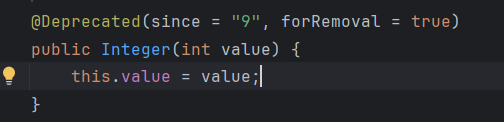 @Deprecated(since = "9", forRemoval = true)
public Integer(int value) {
    this.value = value;
}